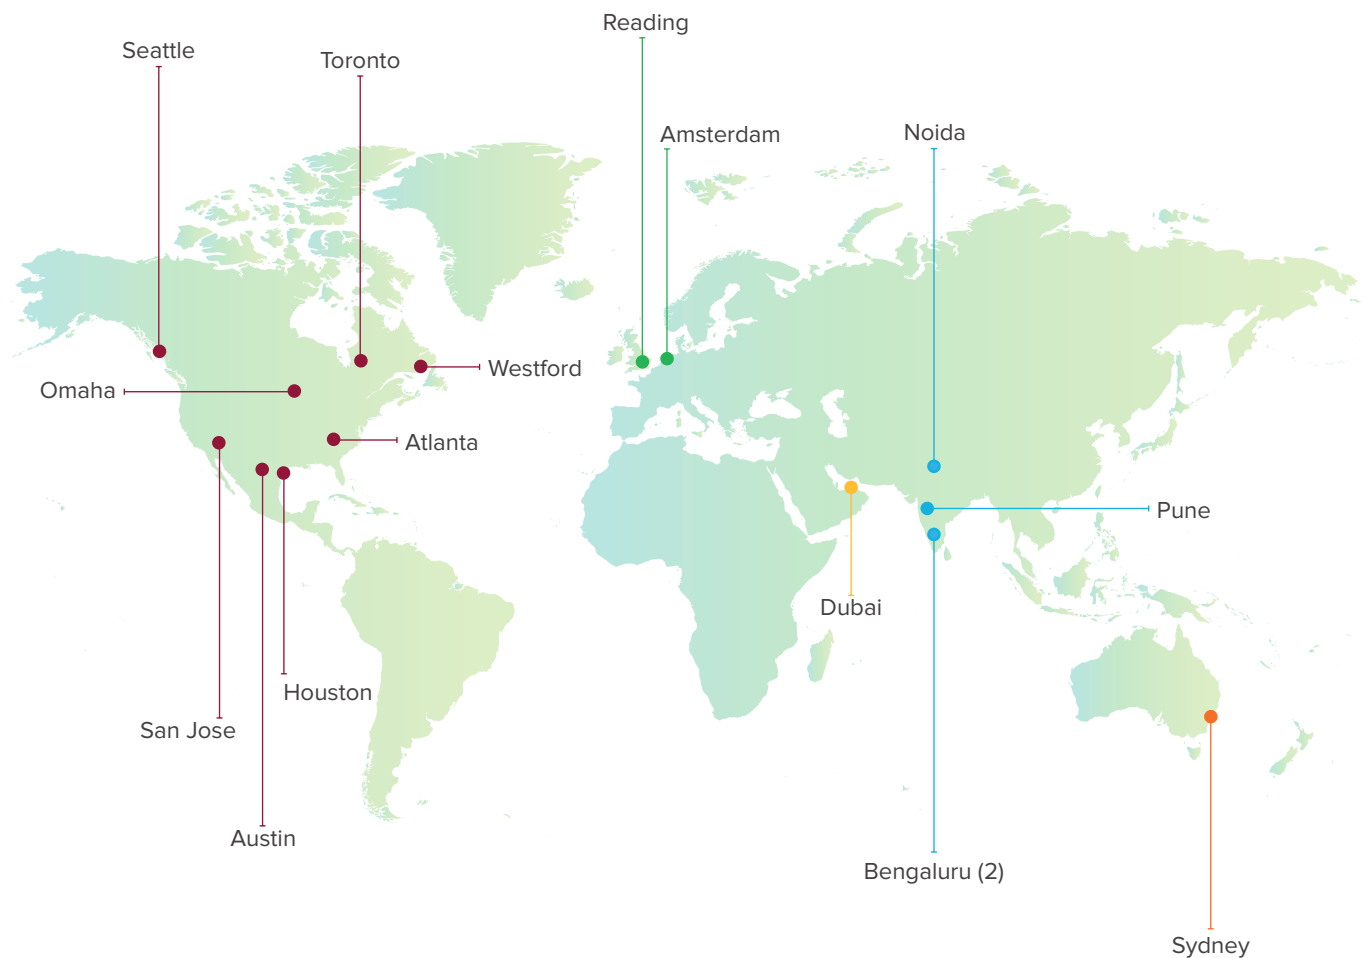 Reading
Seattle
Toronto
Amsterdam
Noida
Westford
Omaha
Atlanta
Pune
Dubai
Houston
San Jose
Austin
Bengaluru (2)
Sydney